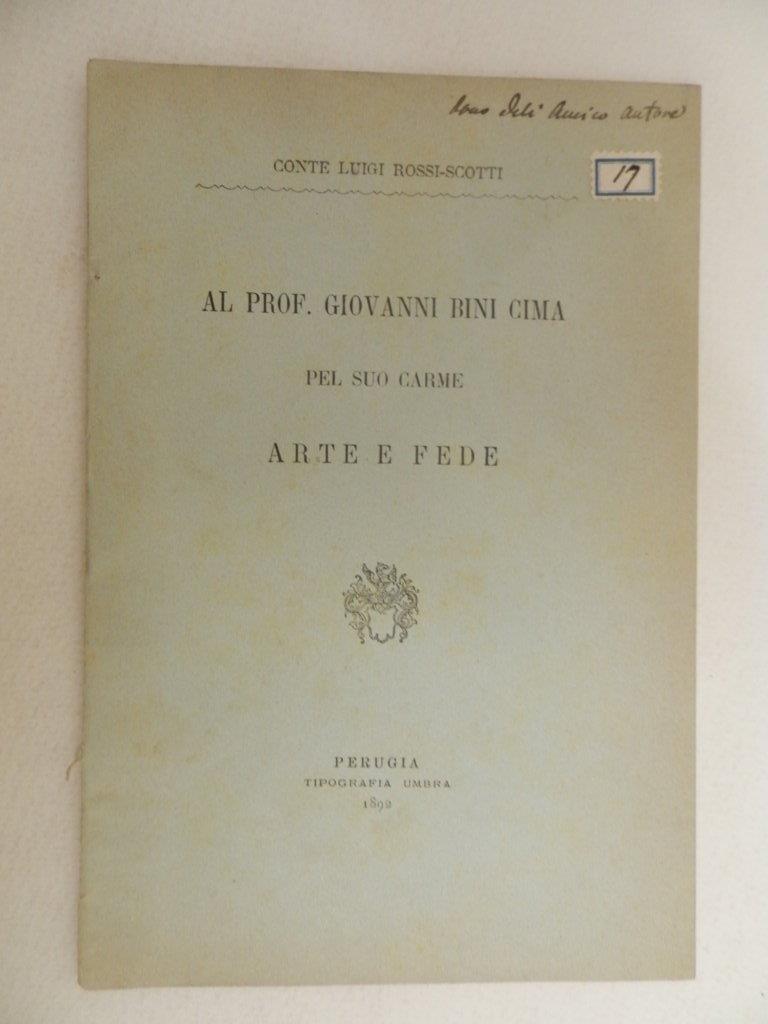 Dono dell' Amico autore
CONTE LUIGI ROSSI-SCOTTI
17
AL PROF. GIOVANNI BINI CIMA
PEL SUO CARME
ARTE E FEDE
PERUGIA
TIPOGRAFIA UMBRA
1892